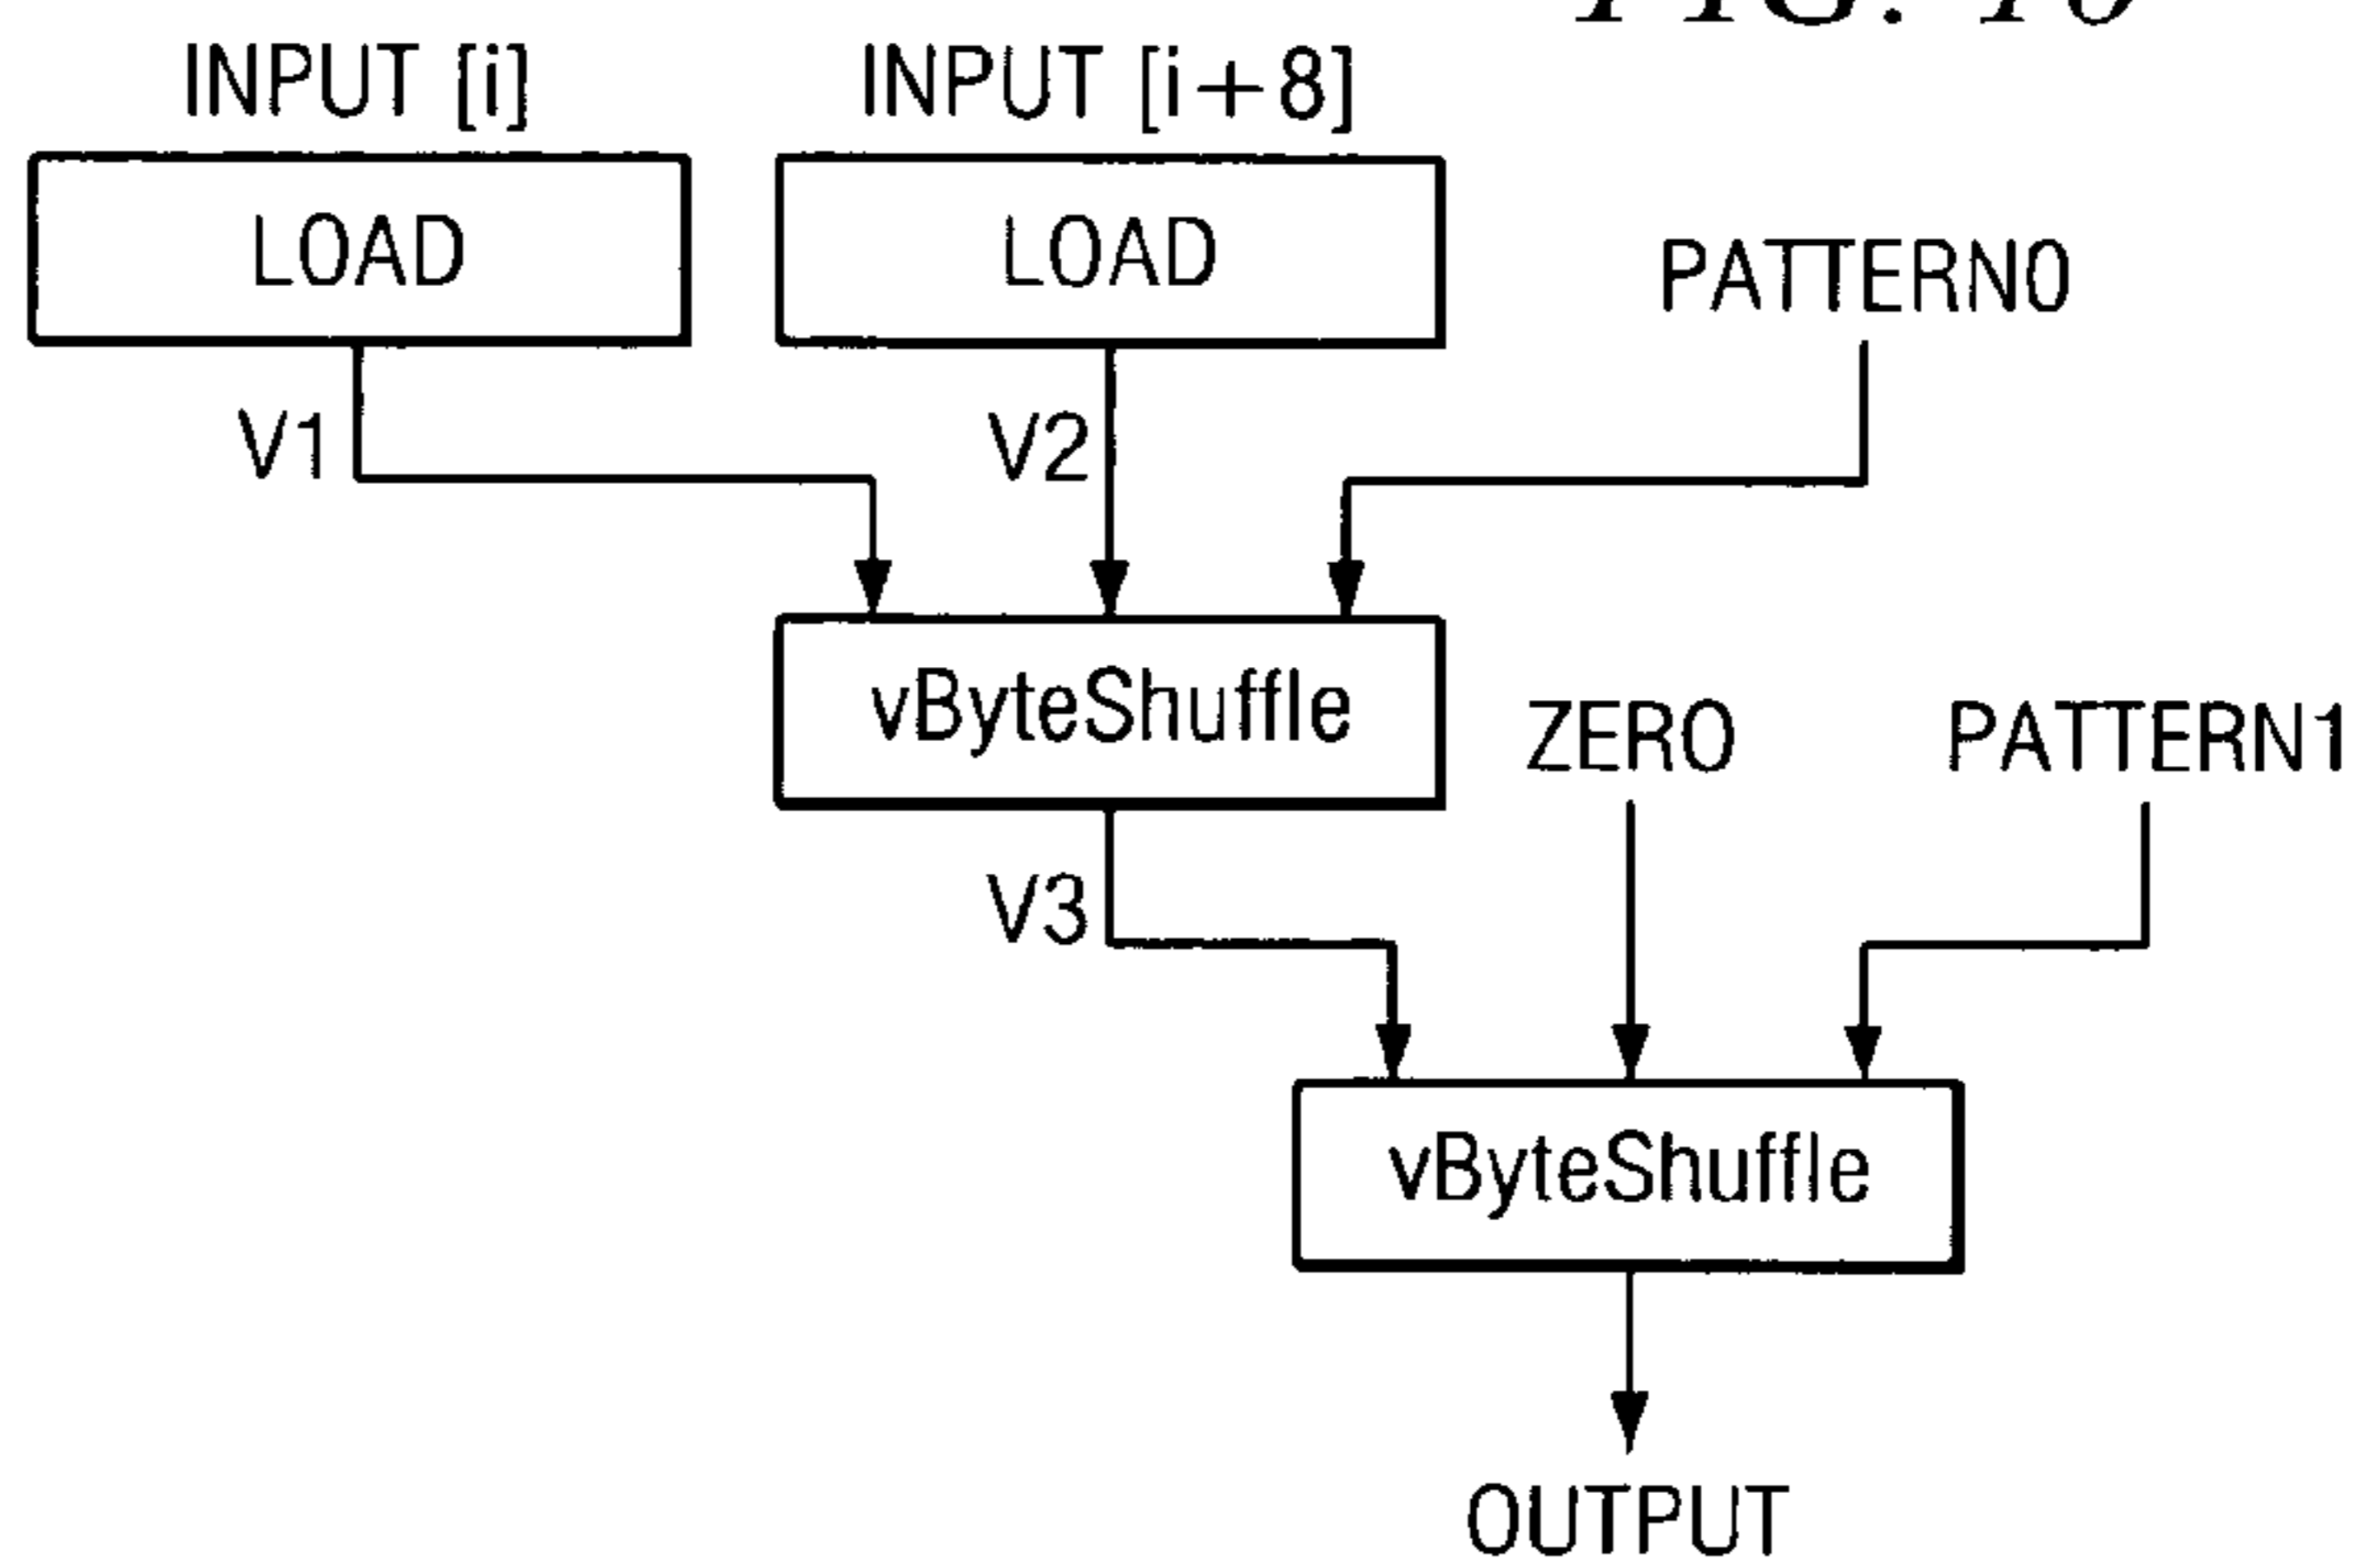 INPUT [i]
INPUT [i+8]
LOAD
LOAD
PATTERN0
V1
V2
vByteShuffle
ZERO
PATTERN1
V3
vByteShuffle
OUTPUT